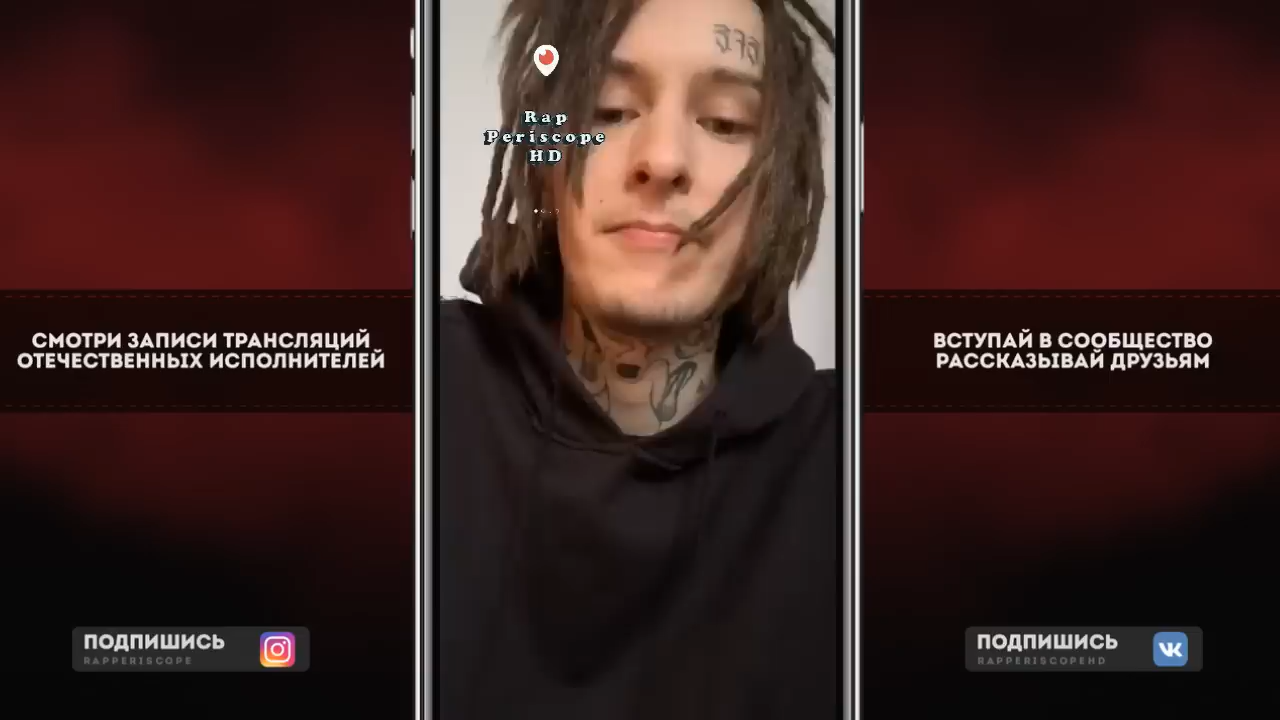 Rap
Periscope
HD
СМОТРИ ЗАПИСИ ТРАНСЛЯЦИЙ
ОТЕЧЕСТВЕННЫХ ИСПОЛНИТЕЛЕЙ
ВСТУПАЙ В СООБЩЕСТВО
РАССКАЗЫВАЙ ДРУЗЬЯМ
ПОДПИШИСЬ
RAPPERISCOPE
ПОДПИШИСЬ
RAPPERISCOPEHD